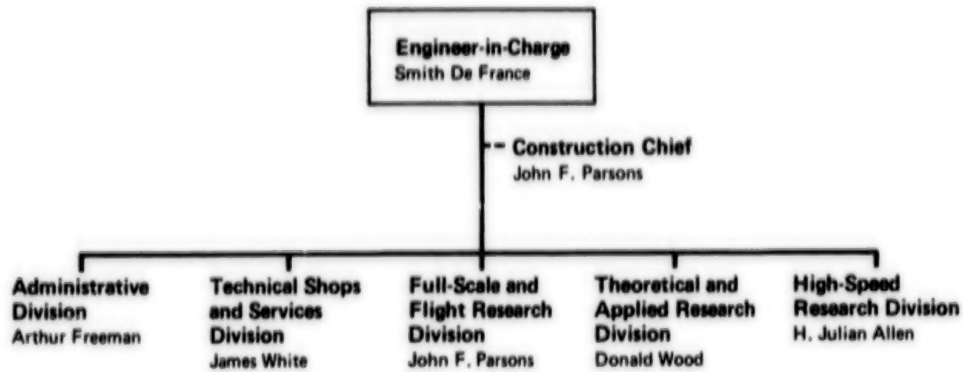 Engineer-in-Charge
Smith De France
Construction Chief
John F. Parsons
Administrative
Division
Arthur Freeman
Technical Shops
and Services
Division
James White
Full-Scale and
Flight Research
Division
John F. Parsons
Theoretical and
Applied Research
Division
Donald Wood
High-Speed
Research Division
H. Julian Allen